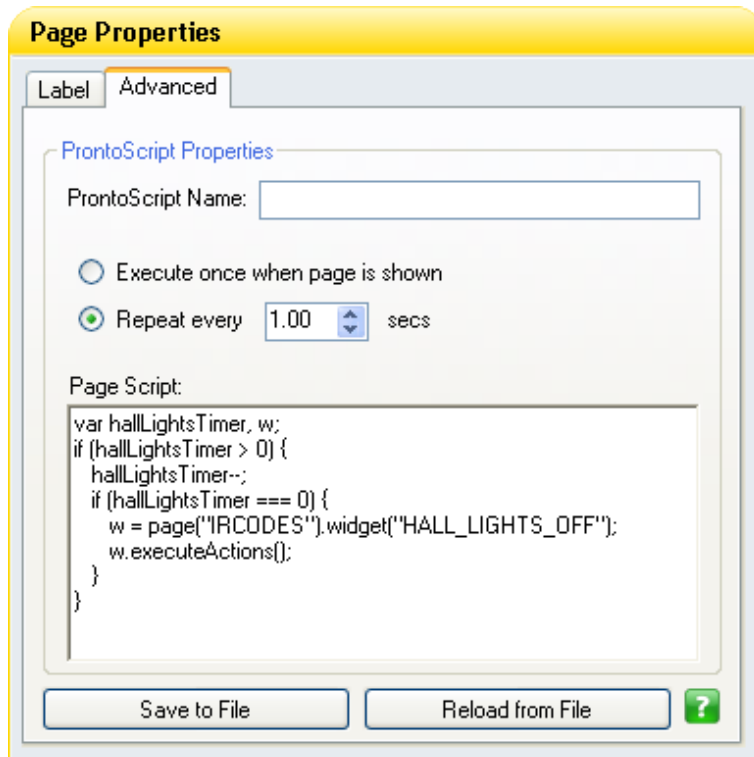 Page Properties
Label Advanced
ProntoScript Properties
ProntoScript Name:
Execute once when page is shown
Repeat every 1.00 secs
Page Script:
var hallLightsTimer, w;
if (hallLightsTimer > 0) {
   hallLightsTimer--;
   if (hallLightsTimer === 0) {
      w = page("IRCODES").widget("HALL_LIGHTS_OFF");
      w.executeActions();
   }
}
Save to File Reload from File ?